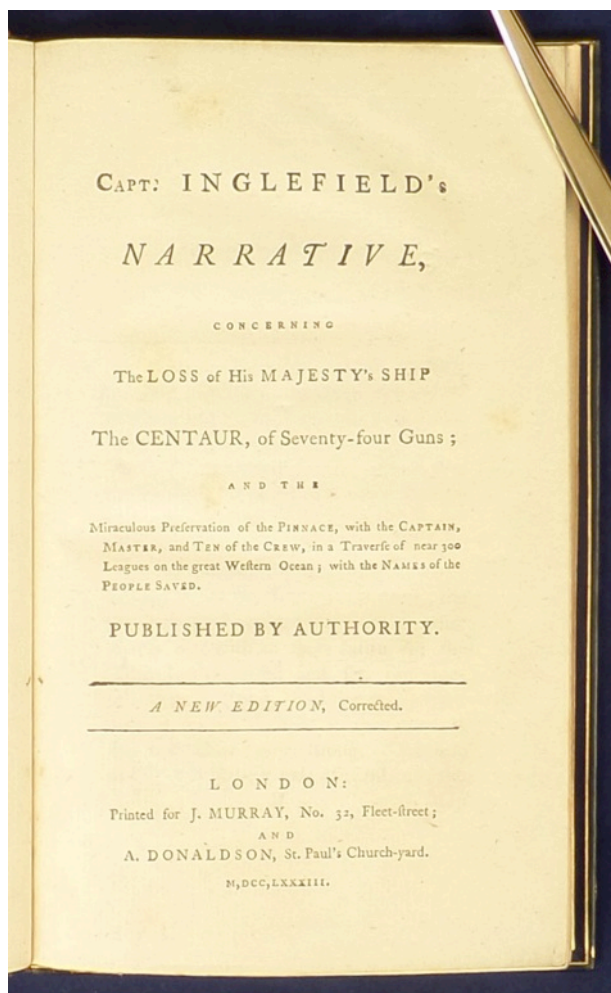 CAPT: INGLEFIELD's
NARRATIVE,
CONCERNING
The LOSS of His MAJESTY's SHIP
The CENTAUR, of Seventy-four Guns;
AND THE
Miraculous Preſervation of the PINNACE, with the CAPTAIN,
MASTER, and TEN of the CREW, in a Traverſe of near 300
Leagues on the great Weſtern Ocean; with the NAMES of the
PEOPLE SAVED.
PUBLISHED BY AUTHORITY.
A NEW EDITION, Corrected.
LONDON:
Printed for J. MURRAY, No. 32, Fleet-ſtreet;
AND
A. DONALDSON, St. Paul's Church-yard.
M,DCC,LXXXIII.